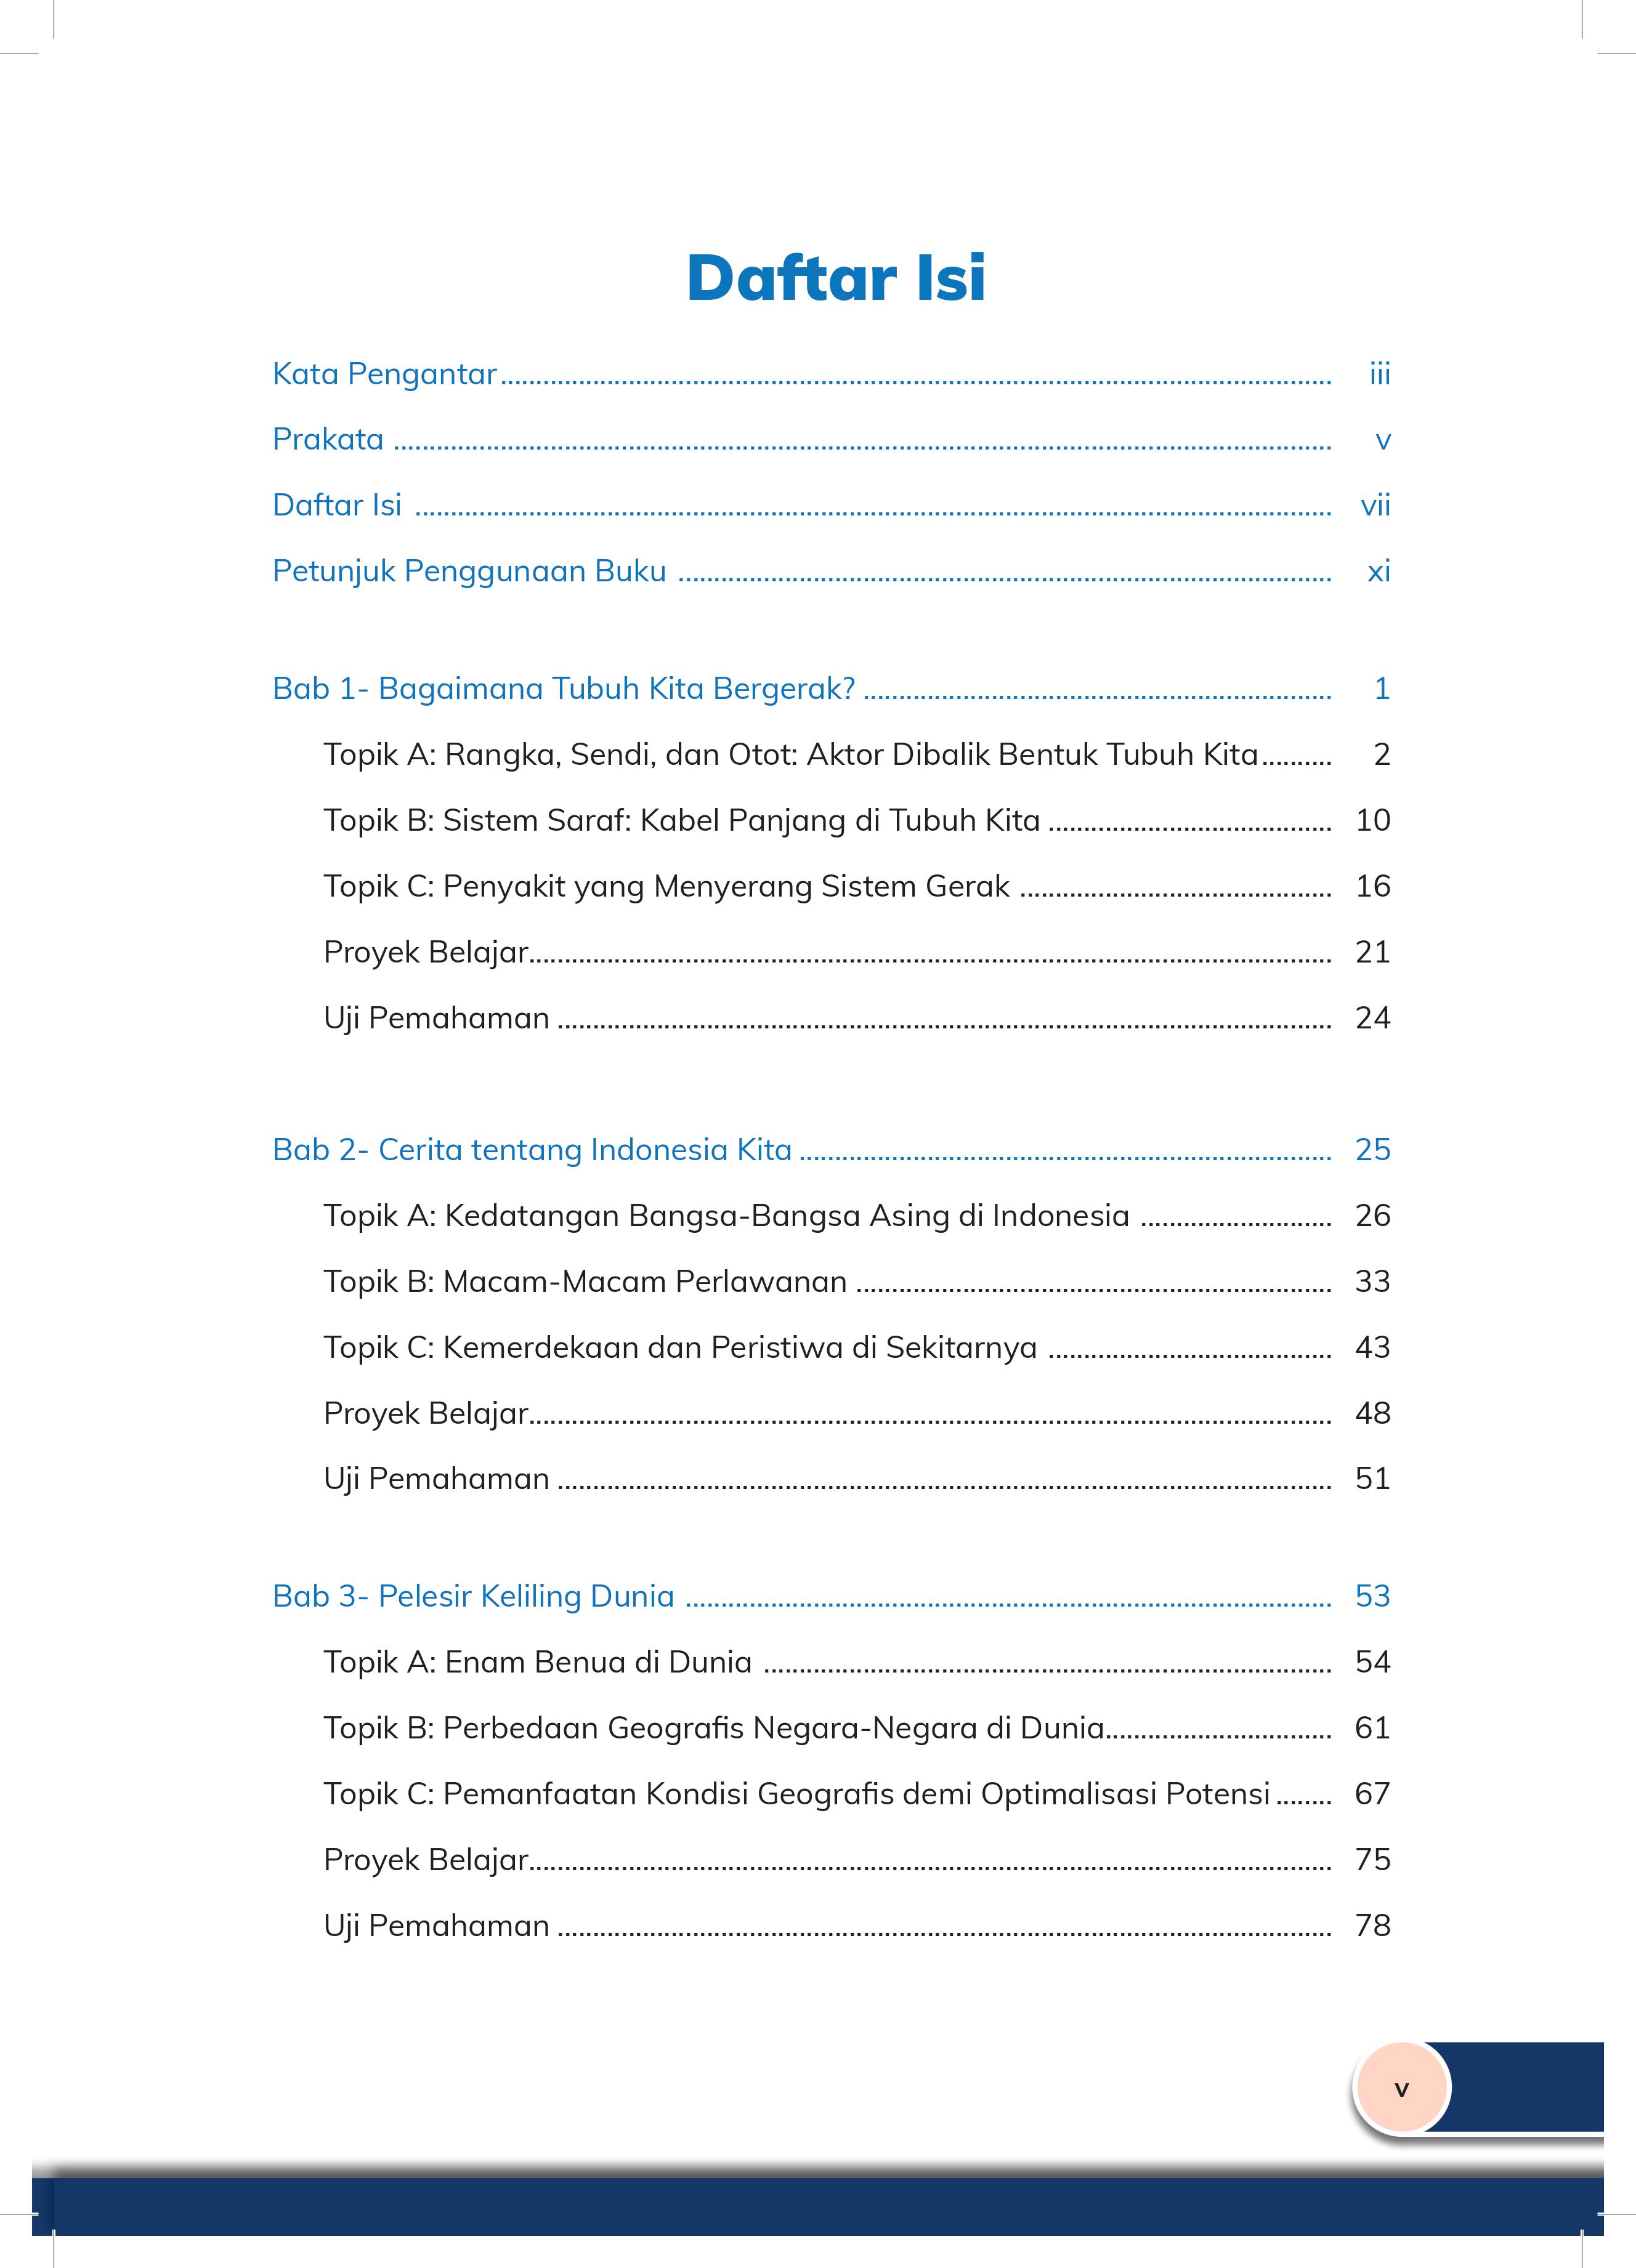 Daftar Isi
Kata Pengantar ........................................ iii
Prakata ........................................ v
Daftar Isi ........................................ vii
Petunjuk Penggunaan Buku ........................................ xi
Bab 1- Bagaimana Tubuh Kita Bergerak? ........................................ 1
Topik A: Rangka, Sendi, dan Otot: Aktor Dibalik Bentuk Tubuh Kita .......... 2
Topik B: Sistem Saraf: Kabel Panjang di Tubuh Kita ........................................ 10
Topik C: Penyakit yang Menyerang Sistem Gerak ........................................ 16
Proyek Belajar ........................................ 21
Uji Pemahaman ........................................ 24
Bab 2- Cerita tentang Indonesia Kita ........................................ 25
Topik A: Kedatangan Bangsa-Bangsa Asing di Indonesia ........................... 26
Topik B: Macam-Macam Perlawanan ........................................ 33
Topik C: Kemerdekaan dan Peristiwa di Sekitarnya ........................................ 43
Proyek Belajar ........................................ 48
Uji Pemahaman ........................................ 51
Bab 3- Pelesir Keliling Dunia ........................................ 53
Topik A: Enam Benua di Dunia ........................................ 54
Topik B: Perbedaan Geografis Negara-Negara di Dunia ................................ 61
Topik C: Pemanfaatan Kondisi Geografis demi Optimalisasi Potensi ........ 67
Proyek Belajar ........................................ 75
Uji Pemahaman ........................................ 78
v